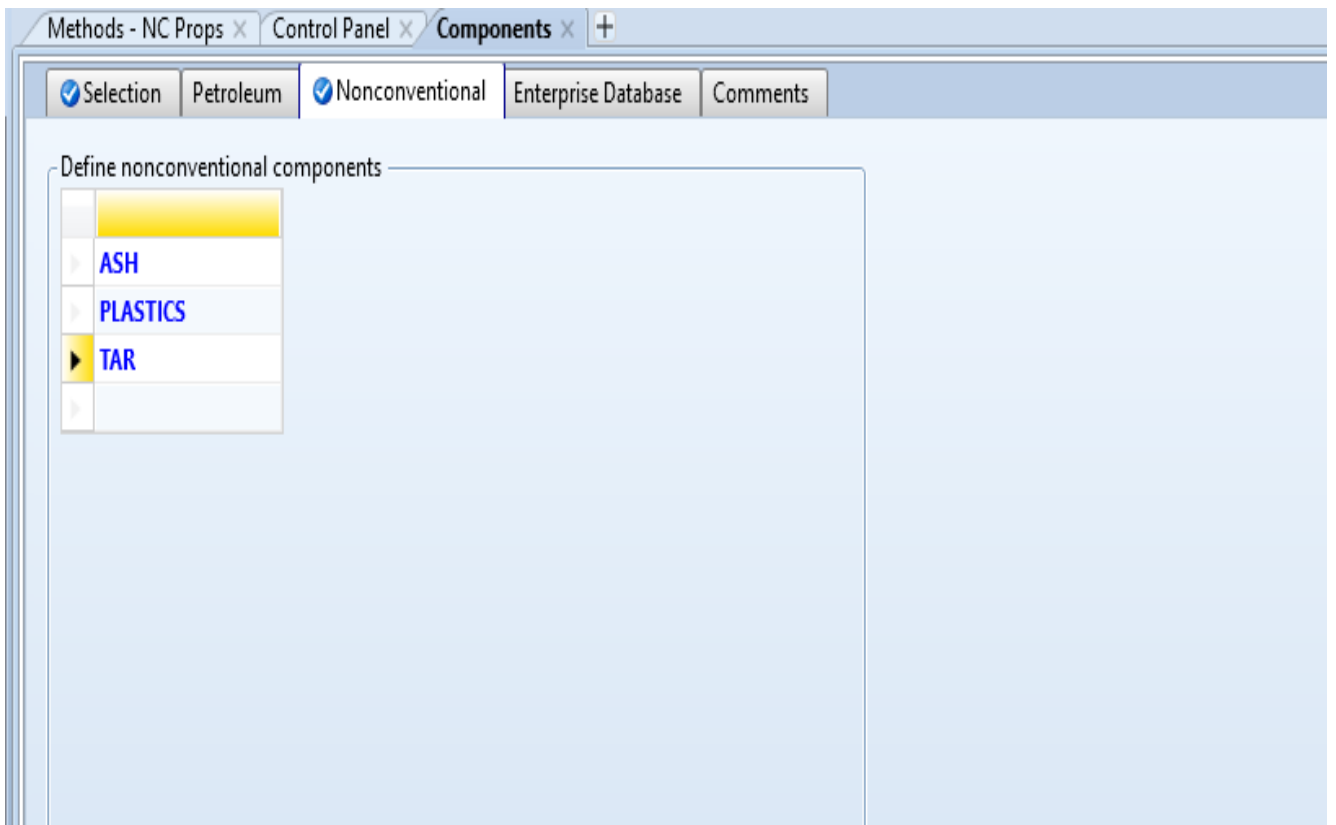 Methods - NC Props × Control Panel × Components × +
Selection Petroleum Nonconventional Enterprise Database Comments
Define nonconventional components
ASH
PLASTICS
TAR